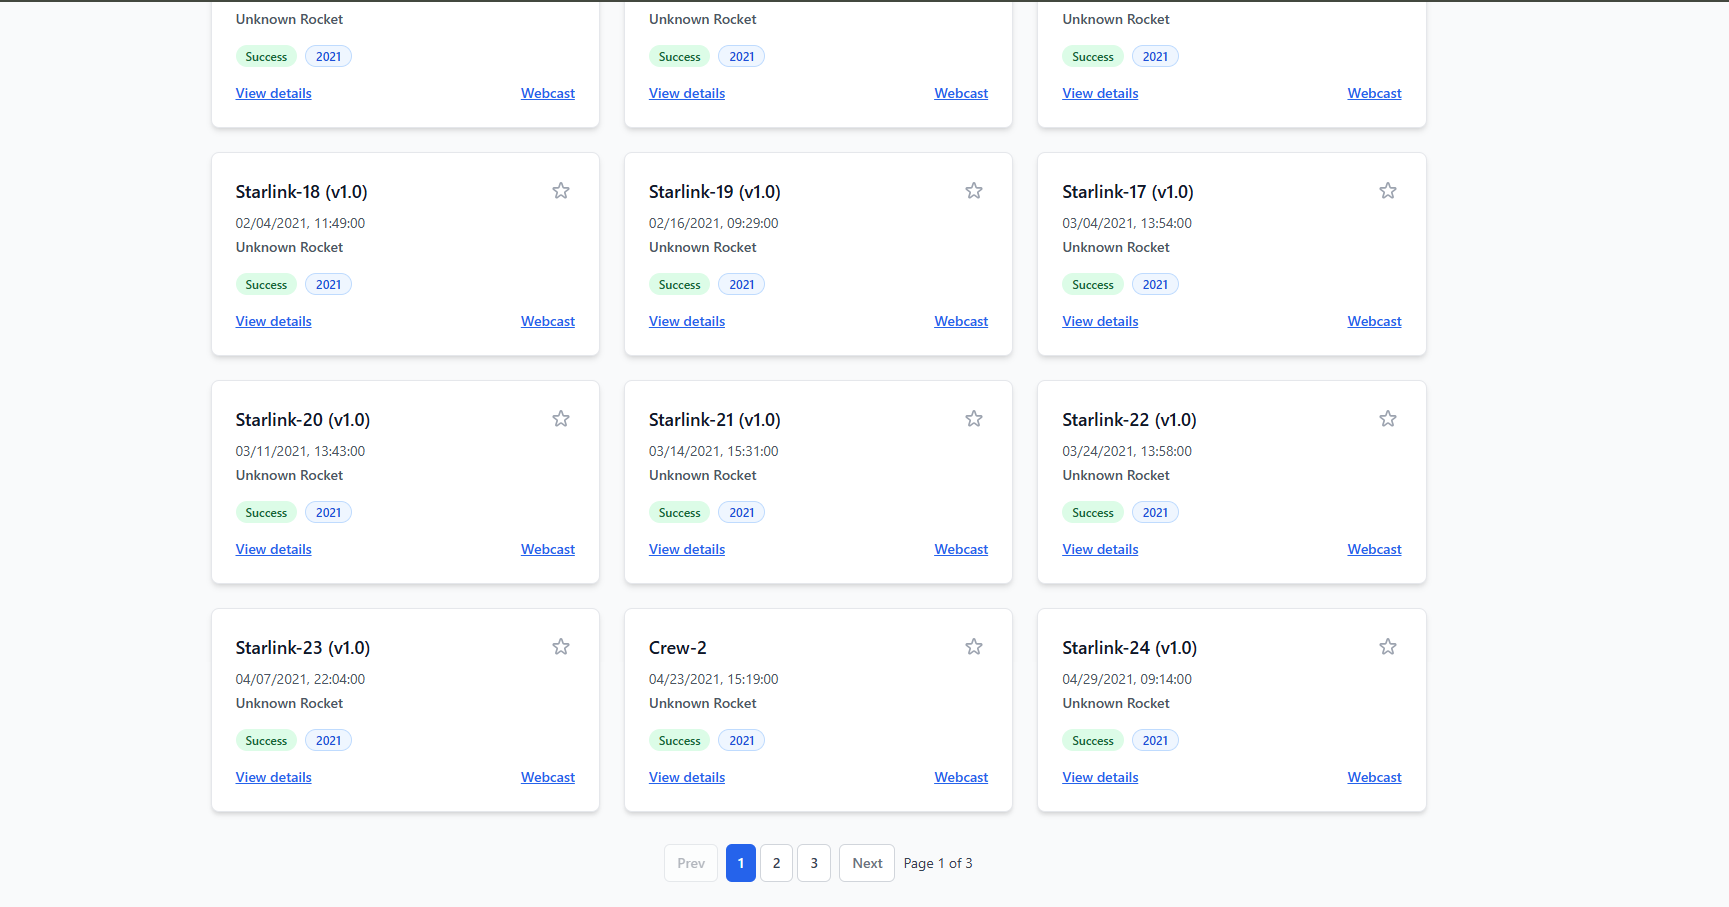 Unknown Rocket Unknown Rocket Unknown Rocket
Success 2021 Success 2021 Success 2021
View details Webcast View details Webcast View details Webcast
Starlink-18 (v1.0) Starlink-19 (v1.0) Starlink-17 (v1.0)
02/04/2021, 11:49:00 02/16/2021, 09:29:00 03/04/2021, 13:54:00
Unknown Rocket Unknown Rocket Unknown Rocket
Success 2021 Success 2021 Success 2021
View details Webcast View details Webcast View details Webcast
Starlink-20 (v1.0) Starlink-21 (v1.0) Starlink-22 (v1.0)
03/11/2021, 13:43:00 03/14/2021, 15:31:00 03/24/2021, 13:58:00
Unknown Rocket Unknown Rocket Unknown Rocket
Success 2021 Success 2021 Success 2021
View details Webcast View details Webcast View details Webcast
Starlink-23 (v1.0) Crew-2 Starlink-24 (v1.0)
04/07/2021, 22:04:00 04/23/2021, 15:19:00 04/29/2021, 09:14:00
Unknown Rocket Unknown Rocket Unknown Rocket
Success 2021 Success 2021 Success 2021
View details Webcast View details Webcast View details Webcast
Prev 1 2 3 Next Page 1 of 3